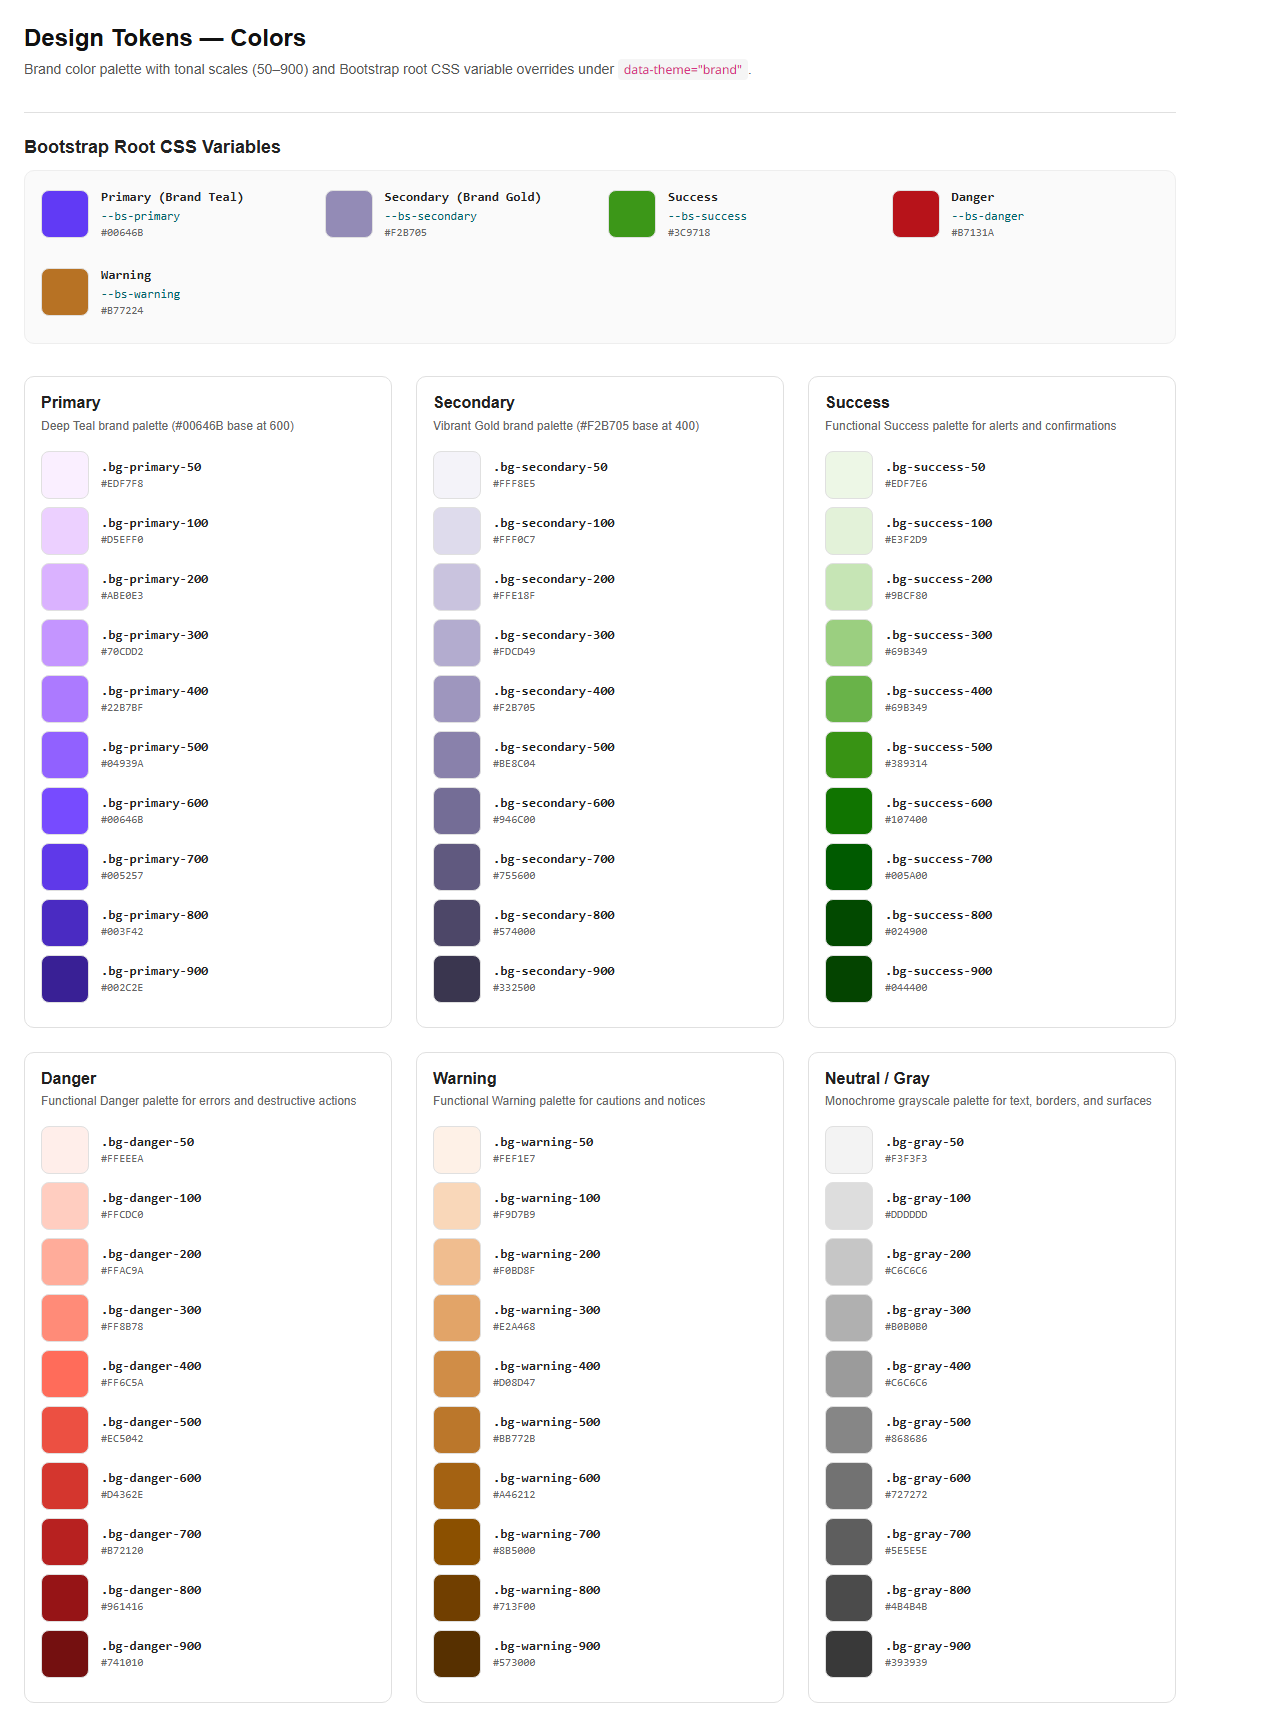 Design Tokens — Colors
Brand color palette with tonal scales (50–900) and Bootstrap root CSS variable overrides under data-theme="brand".
Bootstrap Root CSS Variables
Primary (Brand Teal)
--bs-primary
#00646B
Secondary (Brand Gold)
--bs-secondary
#F2B705
Success
--bs-success
#3C9718
Danger
--bs-danger
#B7131A
Warning
--bs-warning
#B77224
Primary
Deep Teal brand palette (#00646B base at 600)
.bg-primary-50
#EDF7F8
.bg-primary-100
#D5EFF0
.bg-primary-200
#ABE0E3
.bg-primary-300
#70CDD2
.bg-primary-400
#22B7BF
.bg-primary-500
#04939A
.bg-primary-600
#00646B
.bg-primary-700
#005257
.bg-primary-800
#003F42
.bg-primary-900
#002C2E
Secondary
Vibrant Gold brand palette (#F2B705 base at 400)
.bg-secondary-50
#FFF8E5
.bg-secondary-100
#FFF0C7
.bg-secondary-200
#FFE18F
.bg-secondary-300
#FDCD49
.bg-secondary-400
#F2B705
.bg-secondary-500
#BE8C04
.bg-secondary-600
#946C00
.bg-secondary-700
#755600
.bg-secondary-800
#574000
.bg-secondary-900
#332500
Success
Functional Success palette for alerts and confirmations
.bg-success-50
#EDF7E6
.bg-success-100
#E3F2D9
.bg-success-200
#9BCF80
.bg-success-300
#69B349
.bg-success-400
#69B349
.bg-success-500
#389314
.bg-success-600
#107400
.bg-success-700
#005A00
.bg-success-800
#024900
.bg-success-900
#044400
Danger
Functional Danger palette for errors and destructive actions
.bg-danger-50
#FFEEEA
.bg-danger-100
#FFCDC0
.bg-danger-200
#FFAC9A
.bg-danger-300
#FF8B78
.bg-danger-400
#FF6C5A
.bg-danger-500
#EC5042
.bg-danger-600
#D4362E
.bg-danger-700
#B72120
.bg-danger-800
#961416
.bg-danger-900
#741010
Warning
Functional Warning palette for cautions and notices
.bg-warning-50
#FEF1E7
.bg-warning-100
#F9D7B9
.bg-warning-200
#F0BD8F
.bg-warning-300
#E2A468
.bg-warning-400
#D08D47
.bg-warning-500
#BB772B
.bg-warning-600
#A46212
.bg-warning-700
#8B5000
.bg-warning-800
#713F00
.bg-warning-900
#573000
Neutral / Gray
Monochrome grayscale palette for text, borders, and surfaces
.bg-gray-50
#F3F3F3
.bg-gray-100
#DDDDDD
.bg-gray-200
#C6C6C6
.bg-gray-300
#B0B0B0
.bg-gray-400
#C6C6C6
.bg-gray-500
#868686
.bg-gray-600
#727272
.bg-gray-700
#5E5E5E
.bg-gray-800
#4B4B4B
.bg-gray-900
#393939